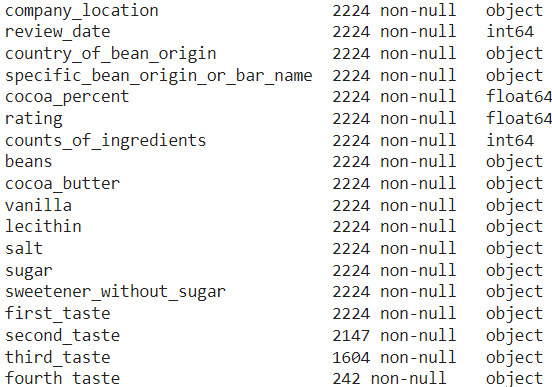 company_location 2224 non-null object
review_date 2224 non-null int64
country_of_bean_origin 2224 non-null object
specific_bean_origin_or_bar_name 2224 non-null object
cocoa_percent 2224 non-null float64
rating 2224 non-null float64
counts_of_ingredients 2224 non-null int64
beans 2224 non-null object
cocoa_butter 2224 non-null object
vanilla 2224 non-null object
lecithin 2224 non-null object
salt 2224 non-null object
sugar 2224 non-null object
sweetener_without_sugar 2224 non-null object
first_taste 2224 non-null object
second_taste 2147 non-null object
third_taste 1604 non-null object
fourth_taste 242 non-null object